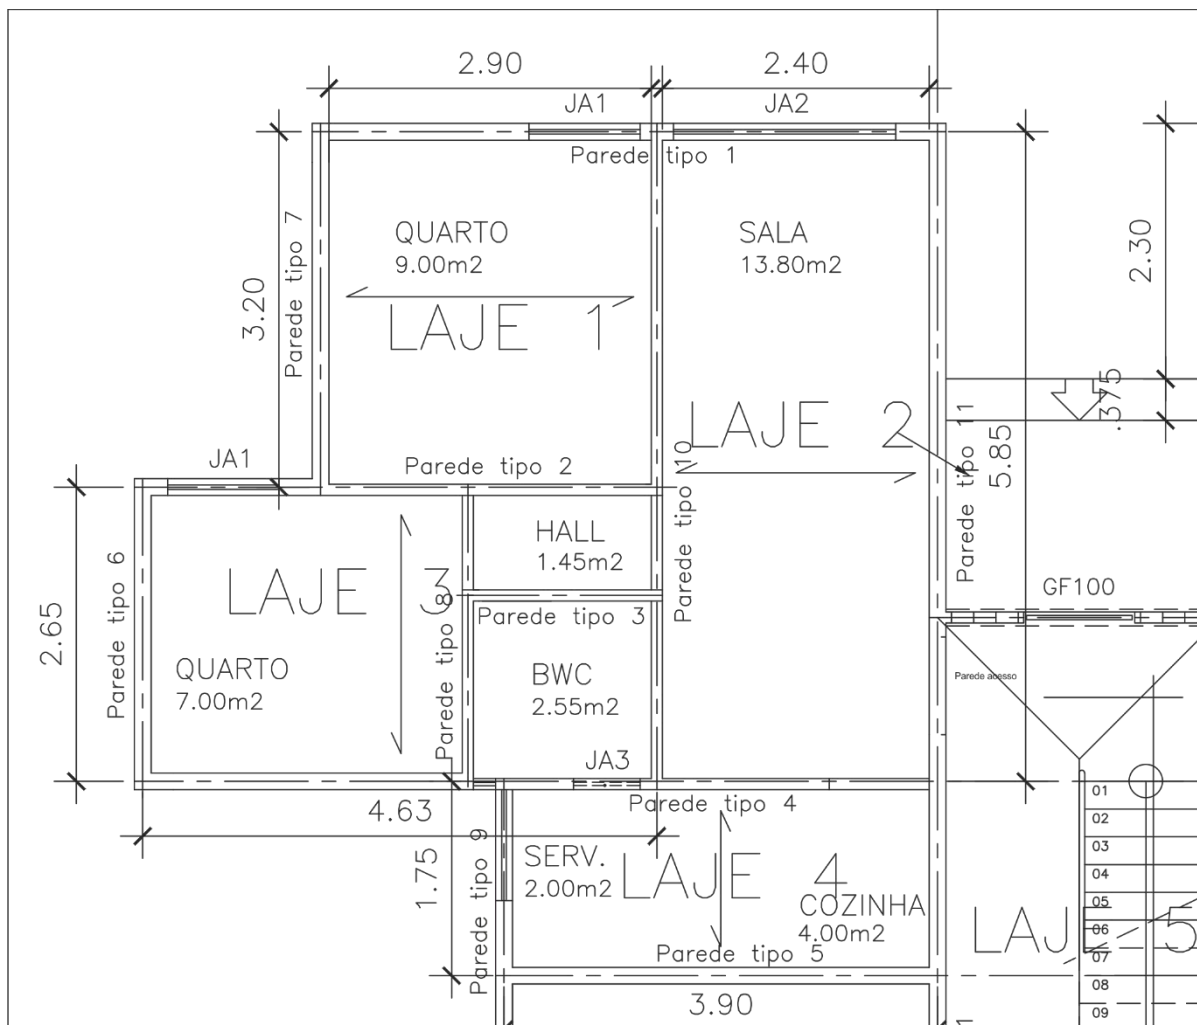 2.90
2.40
JA1
JA2
Parede tipo 1
Parede tipo 7
QUARTO
9.00m2
SALA
13.80m2
2.30
3.20
LAJE 1
.375
LAJE 2
Parede tipo 11
5.85
JA1
Parede tipo 2
Parede tipo 10
HALL
1.45m2
Parede tipo 6
LAJE 3
GF100
2.65
Parede tipo 8
Parede tipo 3
QUARTO
7.00m2
BWC
2.55m2
Parede acesso
JA3
4.63
Parede tipo 4
01
02
03
04
05
06
07
08
09
1.75
Parede tipo 9
SERV.
2.00m2
LAJE 4
COZINHA
4.00m2
LAJE 5
Parede tipo 5
3.90